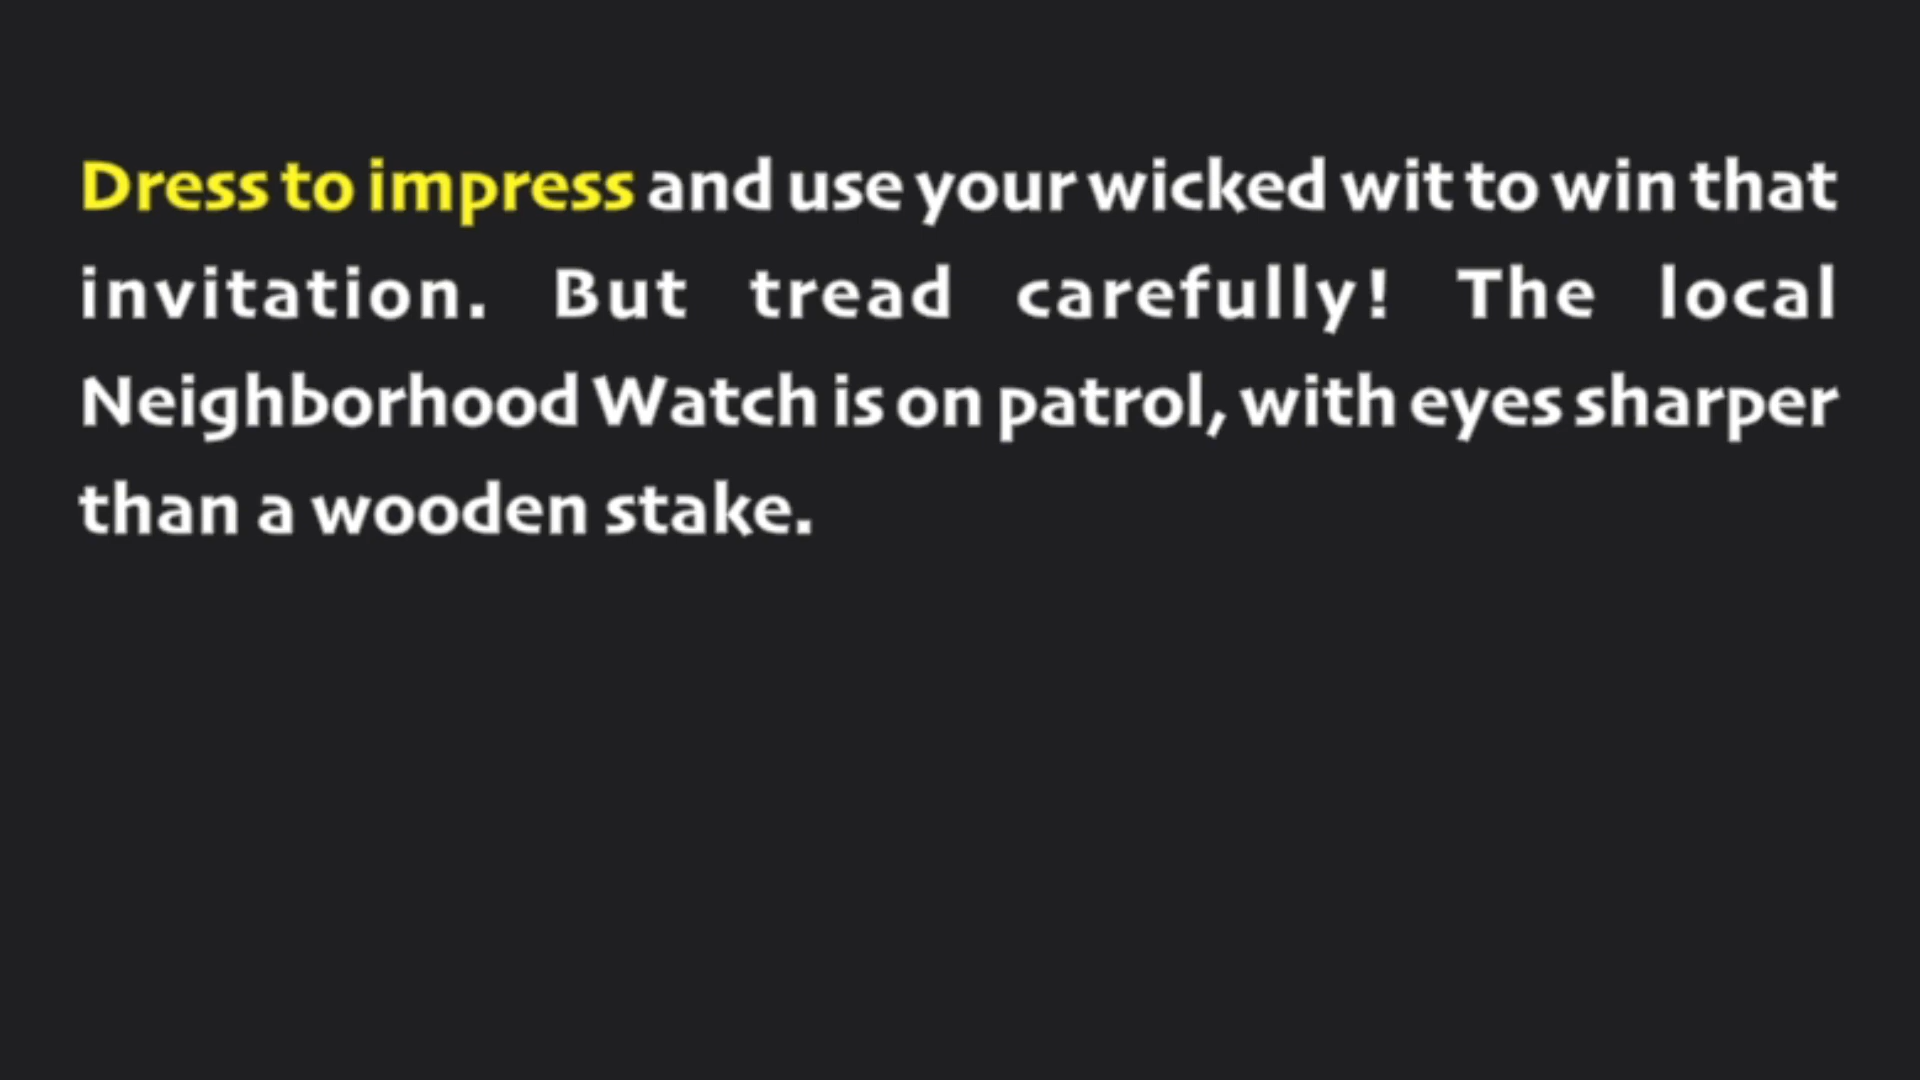 Dress to impress and use your wicked wit to win that
invitation. But tread carefully! The local
Neighborhood Watch is on patrol, with eyes sharper
than a wooden stake.